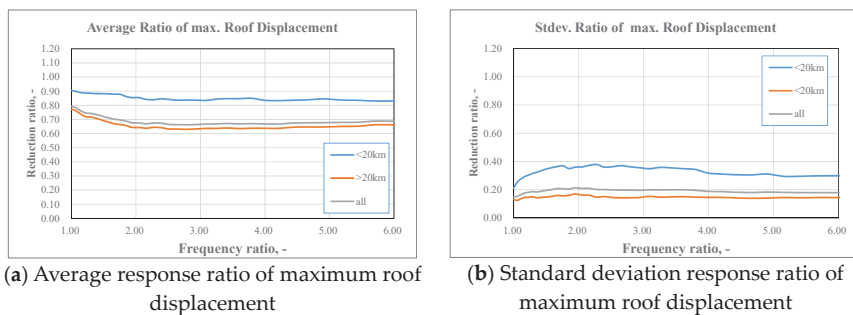 Average Ratio of max. Roof Displacement
1.20
1.10
1.00
0.90
0.80
0.70
0.60
0.50
0.40
0.30
0.20
0.10
0.00
Reduction ratio, -
<20km
>20km
all
1.00 2.00 3.00 4.00 5.00 6.00
Frequency ratio, -
(a) Average response ratio of maximum roof
displacement
Stdev. Ratio of max. Roof Displacement
1.20
1.00
0.80
0.60
0.40
0.20
0.00
Reduction ratio, -
<20km
<20km
all
1.00 2.00 3.00 4.00 5.00 6.00
Frequency ratio, -
(b) Standard deviation response ratio of
maximum roof displacement